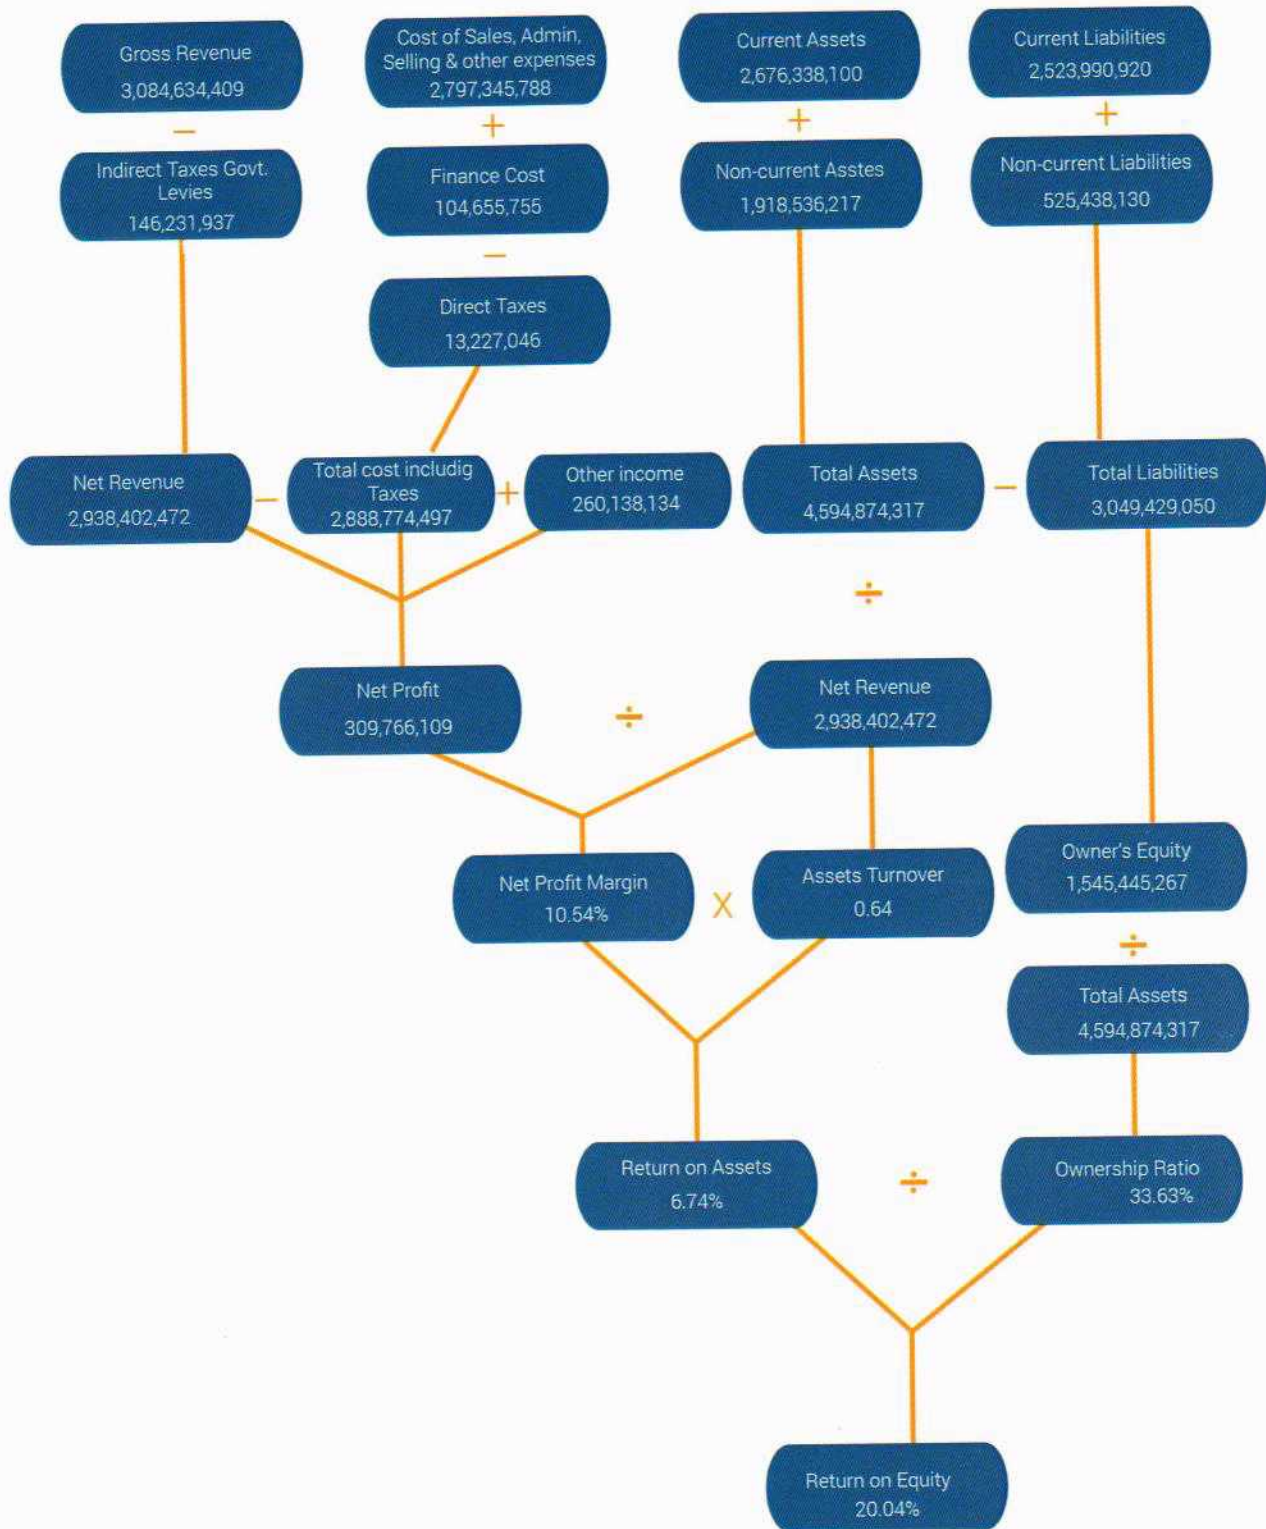 Gross Revenue
3,084,634,409
−
Indirect Taxes Govt.
Levies
146,231,937
Cost of Sales, Admin,
Selling & other expenses
2,797,345,788
+
Finance Cost
104,655,755
−
Direct Taxes
13,227,046
Current Assets
2,676,338,100
+
Non-current Asstes
1,918,536,217
Current Liabilities
2,523,990,920
+
Non-current Liabilities
525,438,130
Net Revenue
2,938,402,472
−
Total cost includig
Taxes
2,888,774,497
+
Other income
260,138,134
Total Assets
4,594,874,317
−
Total Liabilities
3,049,429,050
÷
Net Profit
309,766,109
÷
Net Revenue
2,938,402,472
Net Profit Margin
10.54%
X
Assets Turnover
0.64
Owner's Equity
1,545,445,267
÷
Total Assets
4,594,874,317
Return on Assets
6.74%
÷
Ownership Ratio
33.63%
Return on Equity
20.04%